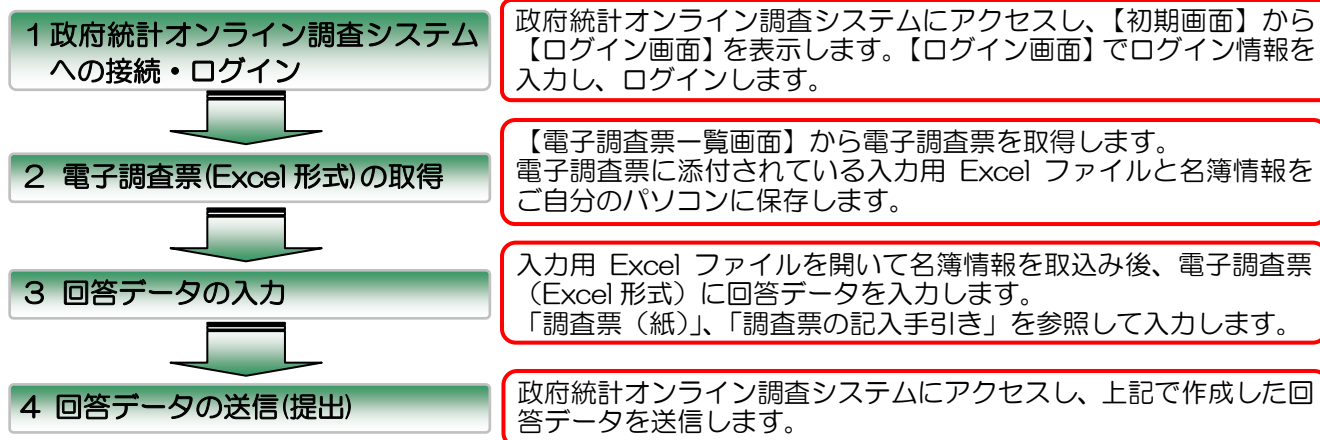 1 政府統計オンライン調査システム
への接続・ログイン
政府統計オンライン調査システムにアクセスし、【初期画面】から
【ログイン画面】を表示します。【ログイン画面】でログイン情報を
入力し、ログインします。
2 電子調査票(Excel 形式)の取得
【電子調査票一覧画面】から電子調査票を取得します。
電子調査票に添付されている入力用 Excel ファイルと名簿情報を
ご自分のパソコンに保存します。
3 回答データの入力
入力用 Excel ファイルを開いて名簿情報を取込み後、電子調査票
（Excel 形式）に回答データを入力します。
「調査票（紙）」、「調査票の記入手引き」を参照して入力します。
4 回答データの送信(提出)
政府統計オンライン調査システムにアクセスし、上記で作成した回
答データを送信します。